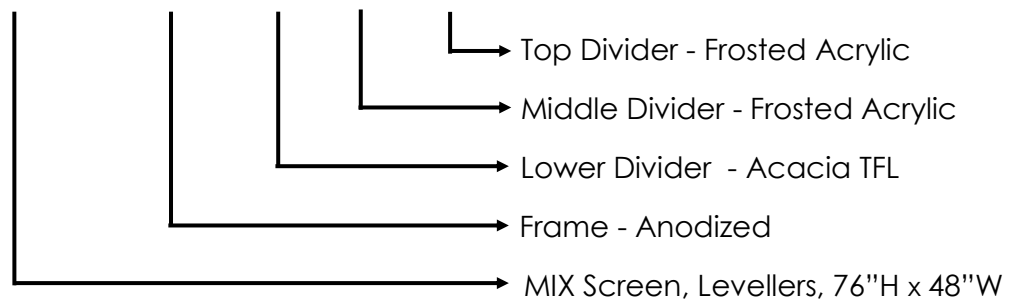 Top Divider - Frosted Acrylic
Middle Divider - Frosted Acrylic
Lower Divider - Acacia TFL
Frame - Anodized
MIX Screen, Levellers, 76”H x 48”W